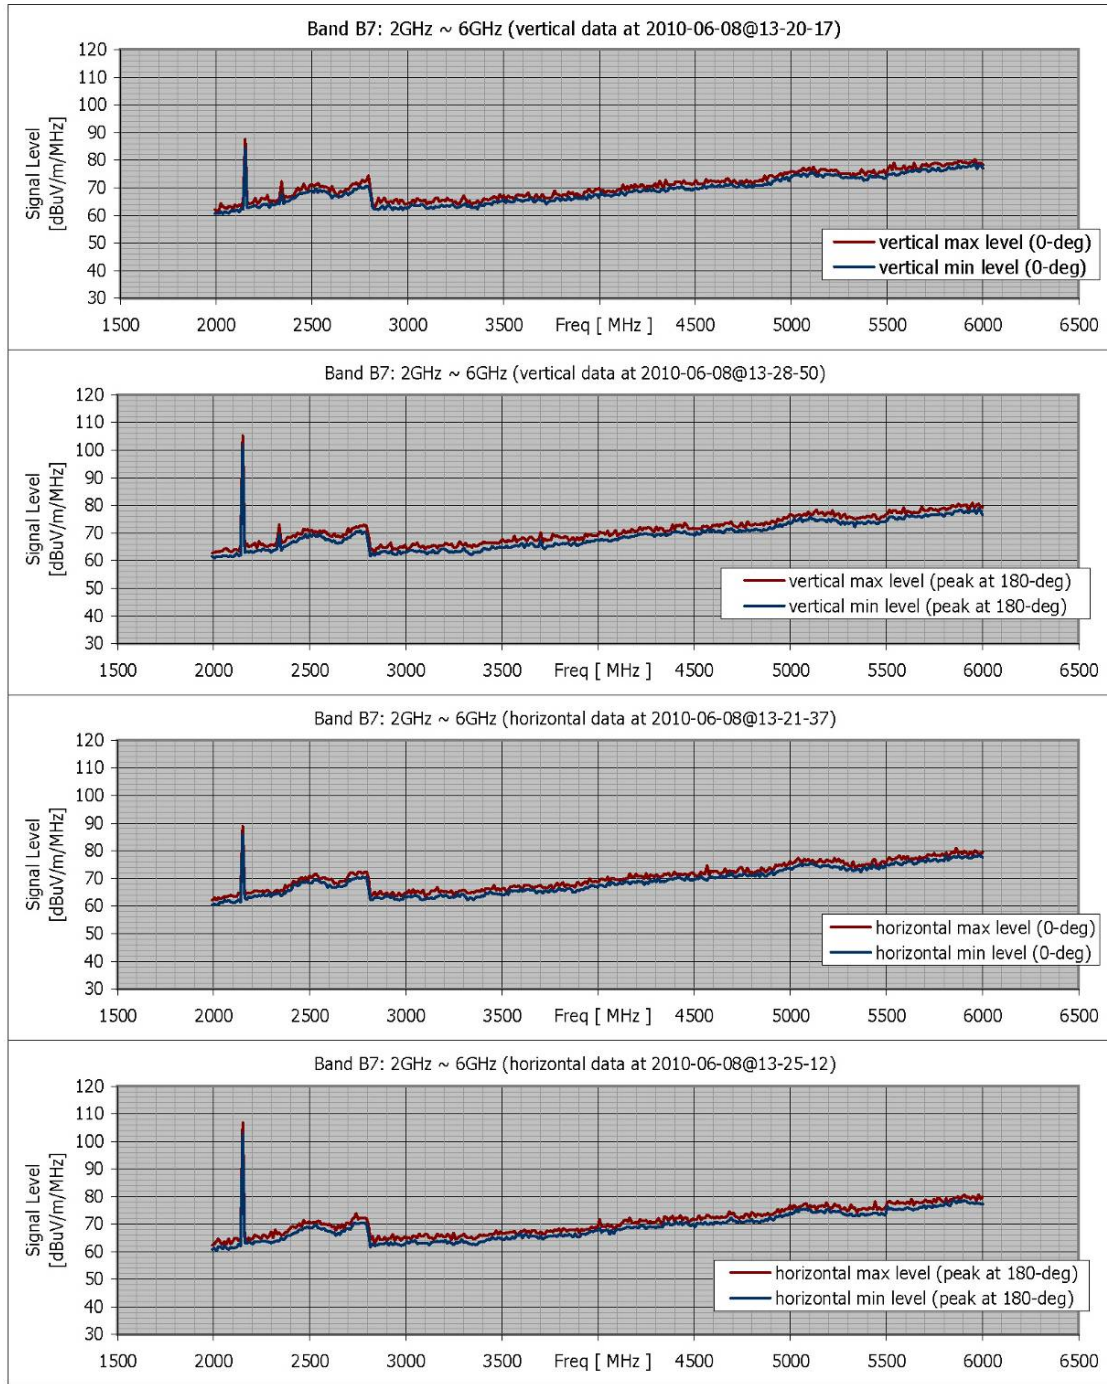 Band B7: 2GHz ~ 6GHz (vertical data at 2010-06-08@13-20-17)
120
110
100
90
80
70
60
50
40
30
Signal Level
[dBuV/m/MHz]
vertical max level (0-deg)
vertical min level (0-deg)
1500 2000 2500 3000 3500 Freq [ MHz ] 4500 5000 5500 6000 6500
Band B7: 2GHz ~ 6GHz (vertical data at 2010-06-08@13-28-50)
120
110
100
90
80
70
60
50
40
30
Signal Level
[dBuV/m/MHz]
vertical max level (peak at 180-deg)
vertical min level (peak at 180-deg)
1500 2000 2500 3000 3500 Freq [ MHz ] 4500 5000 5500 6000 6500
Band B7: 2GHz ~ 6GHz (horizontal data at 2010-06-08@13-21-37)
120
110
100
90
80
70
60
50
40
30
Signal Level
[dBuV/m/MHz]
horizontal max level (0-deg)
horizontal min level (0-deg)
1500 2000 2500 3000 3500 Freq [ MHz ] 4500 5000 5500 6000 6500
Band B7: 2GHz ~ 6GHz (horizontal data at 2010-06-08@13-25-12)
120
110
100
90
80
70
60
50
40
30
Signal Level
[dBuV/m/MHz]
horizontal max level (peak at 180-deg)
horizontal min level (peak at 180-deg)
1500 2000 2500 3000 3500 Freq [ MHz ] 4500 5000 5500 6000 6500